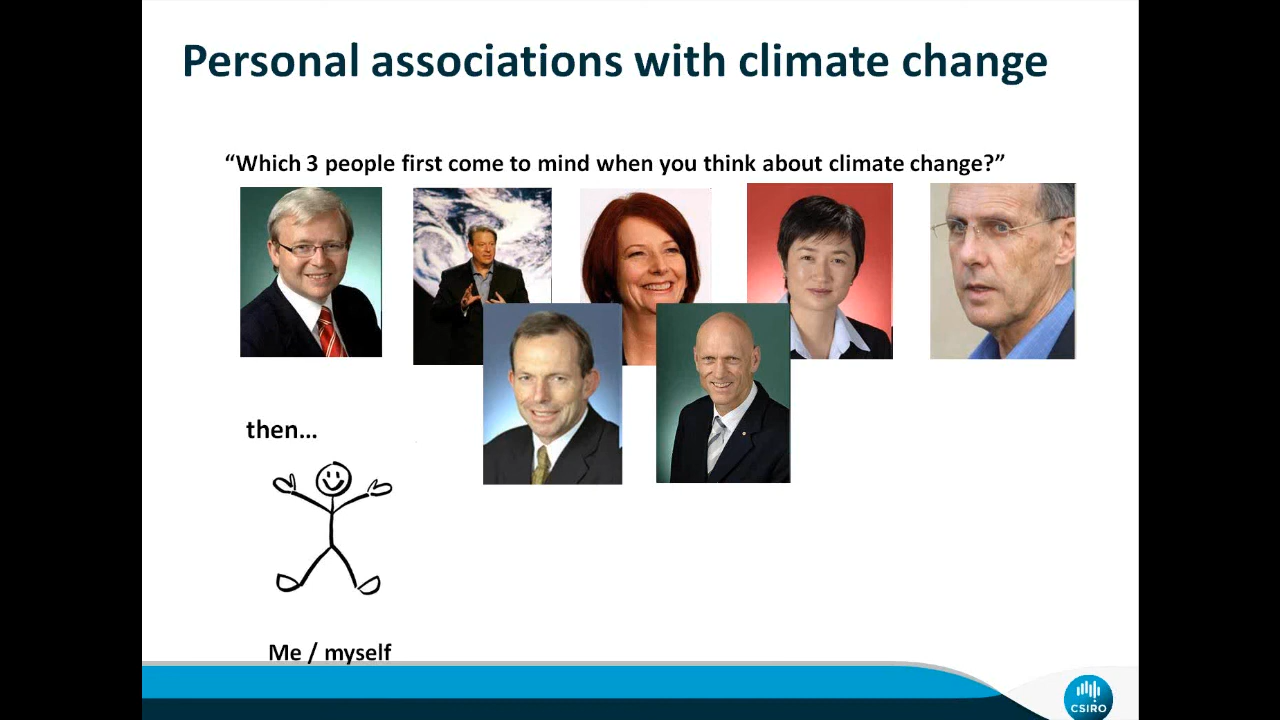 Personal associations with climate change
“Which 3 people first come to mind when you think about climate change?”
then...
Me / myself
CSIRO